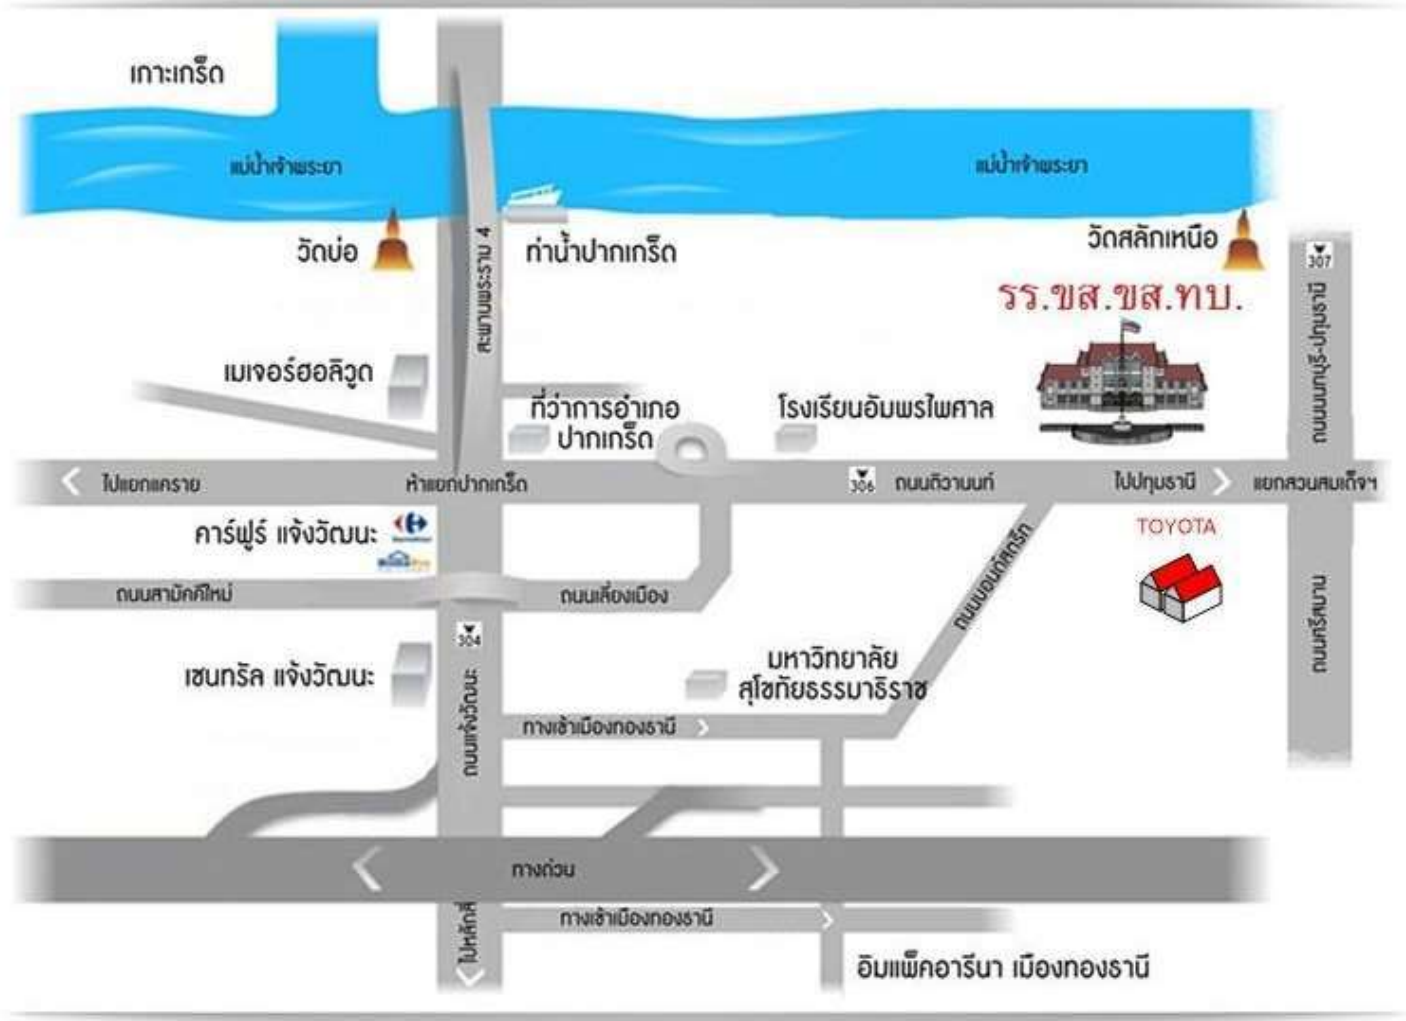 เกาะเกร็ด
แม่น้ำเจ้าพระยา
แม่น้ำเจ้าพระยา
วัดบ่อ
สะพานพระราม 4
ท่าน้ำปากเกร็ด
วัดสลักเหนือ
307
รร.ขส.ขส.ทบ.
ถนนนนทบุรี-ปทุมธานี
เมเจอร์ฮอลิวูด
ที่ว่าการอำเภอ
ปากเกร็ด
โรงเรียนอัมพรไพศาล
ไปแยกแคราย
ห้าแยกปากเกร็ด
306
ถนนติวานนท์
ไปปทุมธานี
แยกสวนสมเด็จฯ
คาร์ฟูร์ แจ้งวัฒนะ
TOYOTA
ถนนบอนด์สตรีท
ถนนสามัคคีใหม่
ถนนเลี่ยงเมือง
304
ถนนศรีสมาน
เซนทรัล แจ้งวัฒนะ
ถนนแจ้งวัฒนะ
มหาวิทยาลัย
สุโขทัยธรรมาธิราช
ทางเข้าเมืองทองธานี
ทางด่วน
ไปหลักสี่
ทางเข้าเมืองทองธานี
อิมแพ็คอารีนา เมืองทองธานี